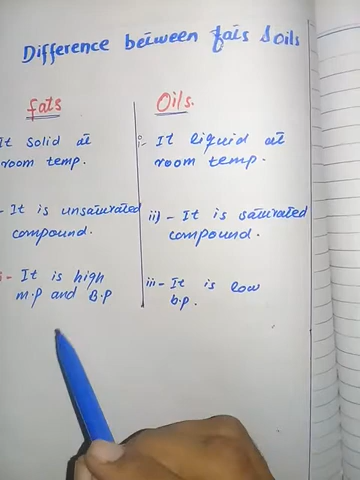 Difference between fats & oils
fats
It solid at
room temp.
- It is unsaturated
compound.
- It is high
m.p and B.p
Oils.
i- It liquid at
room temp.
ii) - It is saturated
compound.
iii- It is low
b.p.